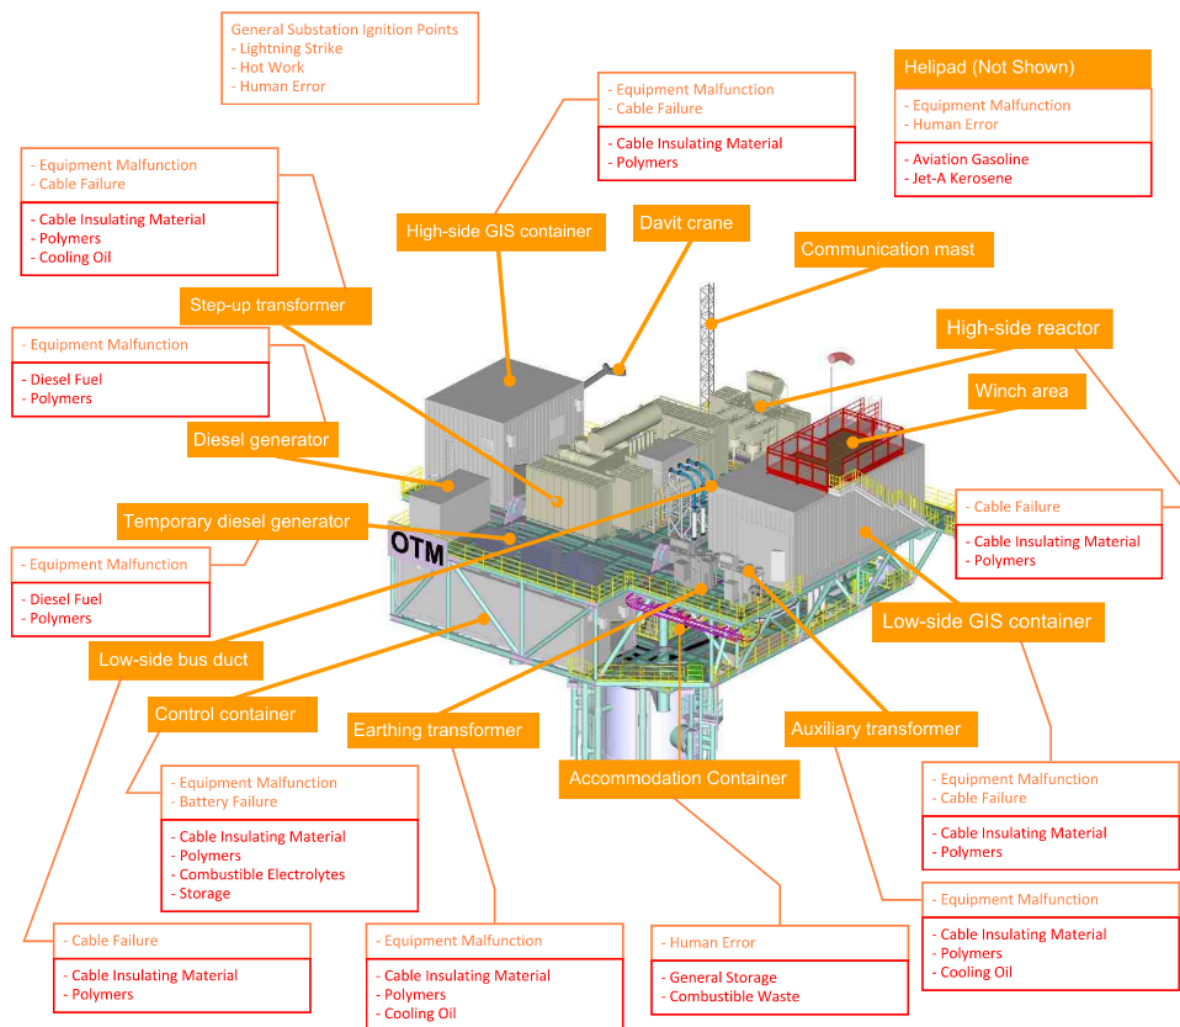 General Substation Ignition Points
- Lightning Strike
- Hot Work
- Human Error
Helipad (Not Shown)
- Equipment Malfunction
- Human Error
- Aviation Gasoline
- Jet-A Kerosene
- Equipment Malfunction
- Cable Failure
- Cable Insulating Material
- Polymers
- Equipment Malfunction
- Cable Failure
- Cable Insulating Material
- Polymers
- Cooling Oil
High-side GIS container
Davit crane
Communication mast
Step-up transformer
High-side reactor
- Equipment Malfunction
- Diesel Fuel
- Polymers
Winch area
Diesel generator
Temporary diesel generator
- Cable Failure
- Cable Insulating Material
- Polymers
OTM
- Equipment Malfunction
- Diesel Fuel
- Polymers
Low-side GIS container
Low-side bus duct
Control container
Earthing transformer
Auxiliary transformer
Accommodation Container
- Equipment Malfunction
- Battery Failure
- Cable Insulating Material
- Polymers
- Combustible Electrolytes
- Storage
- Equipment Malfunction
- Cable Failure
- Cable Insulating Material
- Polymers
- Cable Failure
- Cable Insulating Material
- Polymers
- Equipment Malfunction
- Cable Insulating Material
- Polymers
- Cooling Oil
- Human Error
- General Storage
- Combustible Waste
- Equipment Malfunction
- Cable Insulating Material
- Polymers
- Cooling Oil